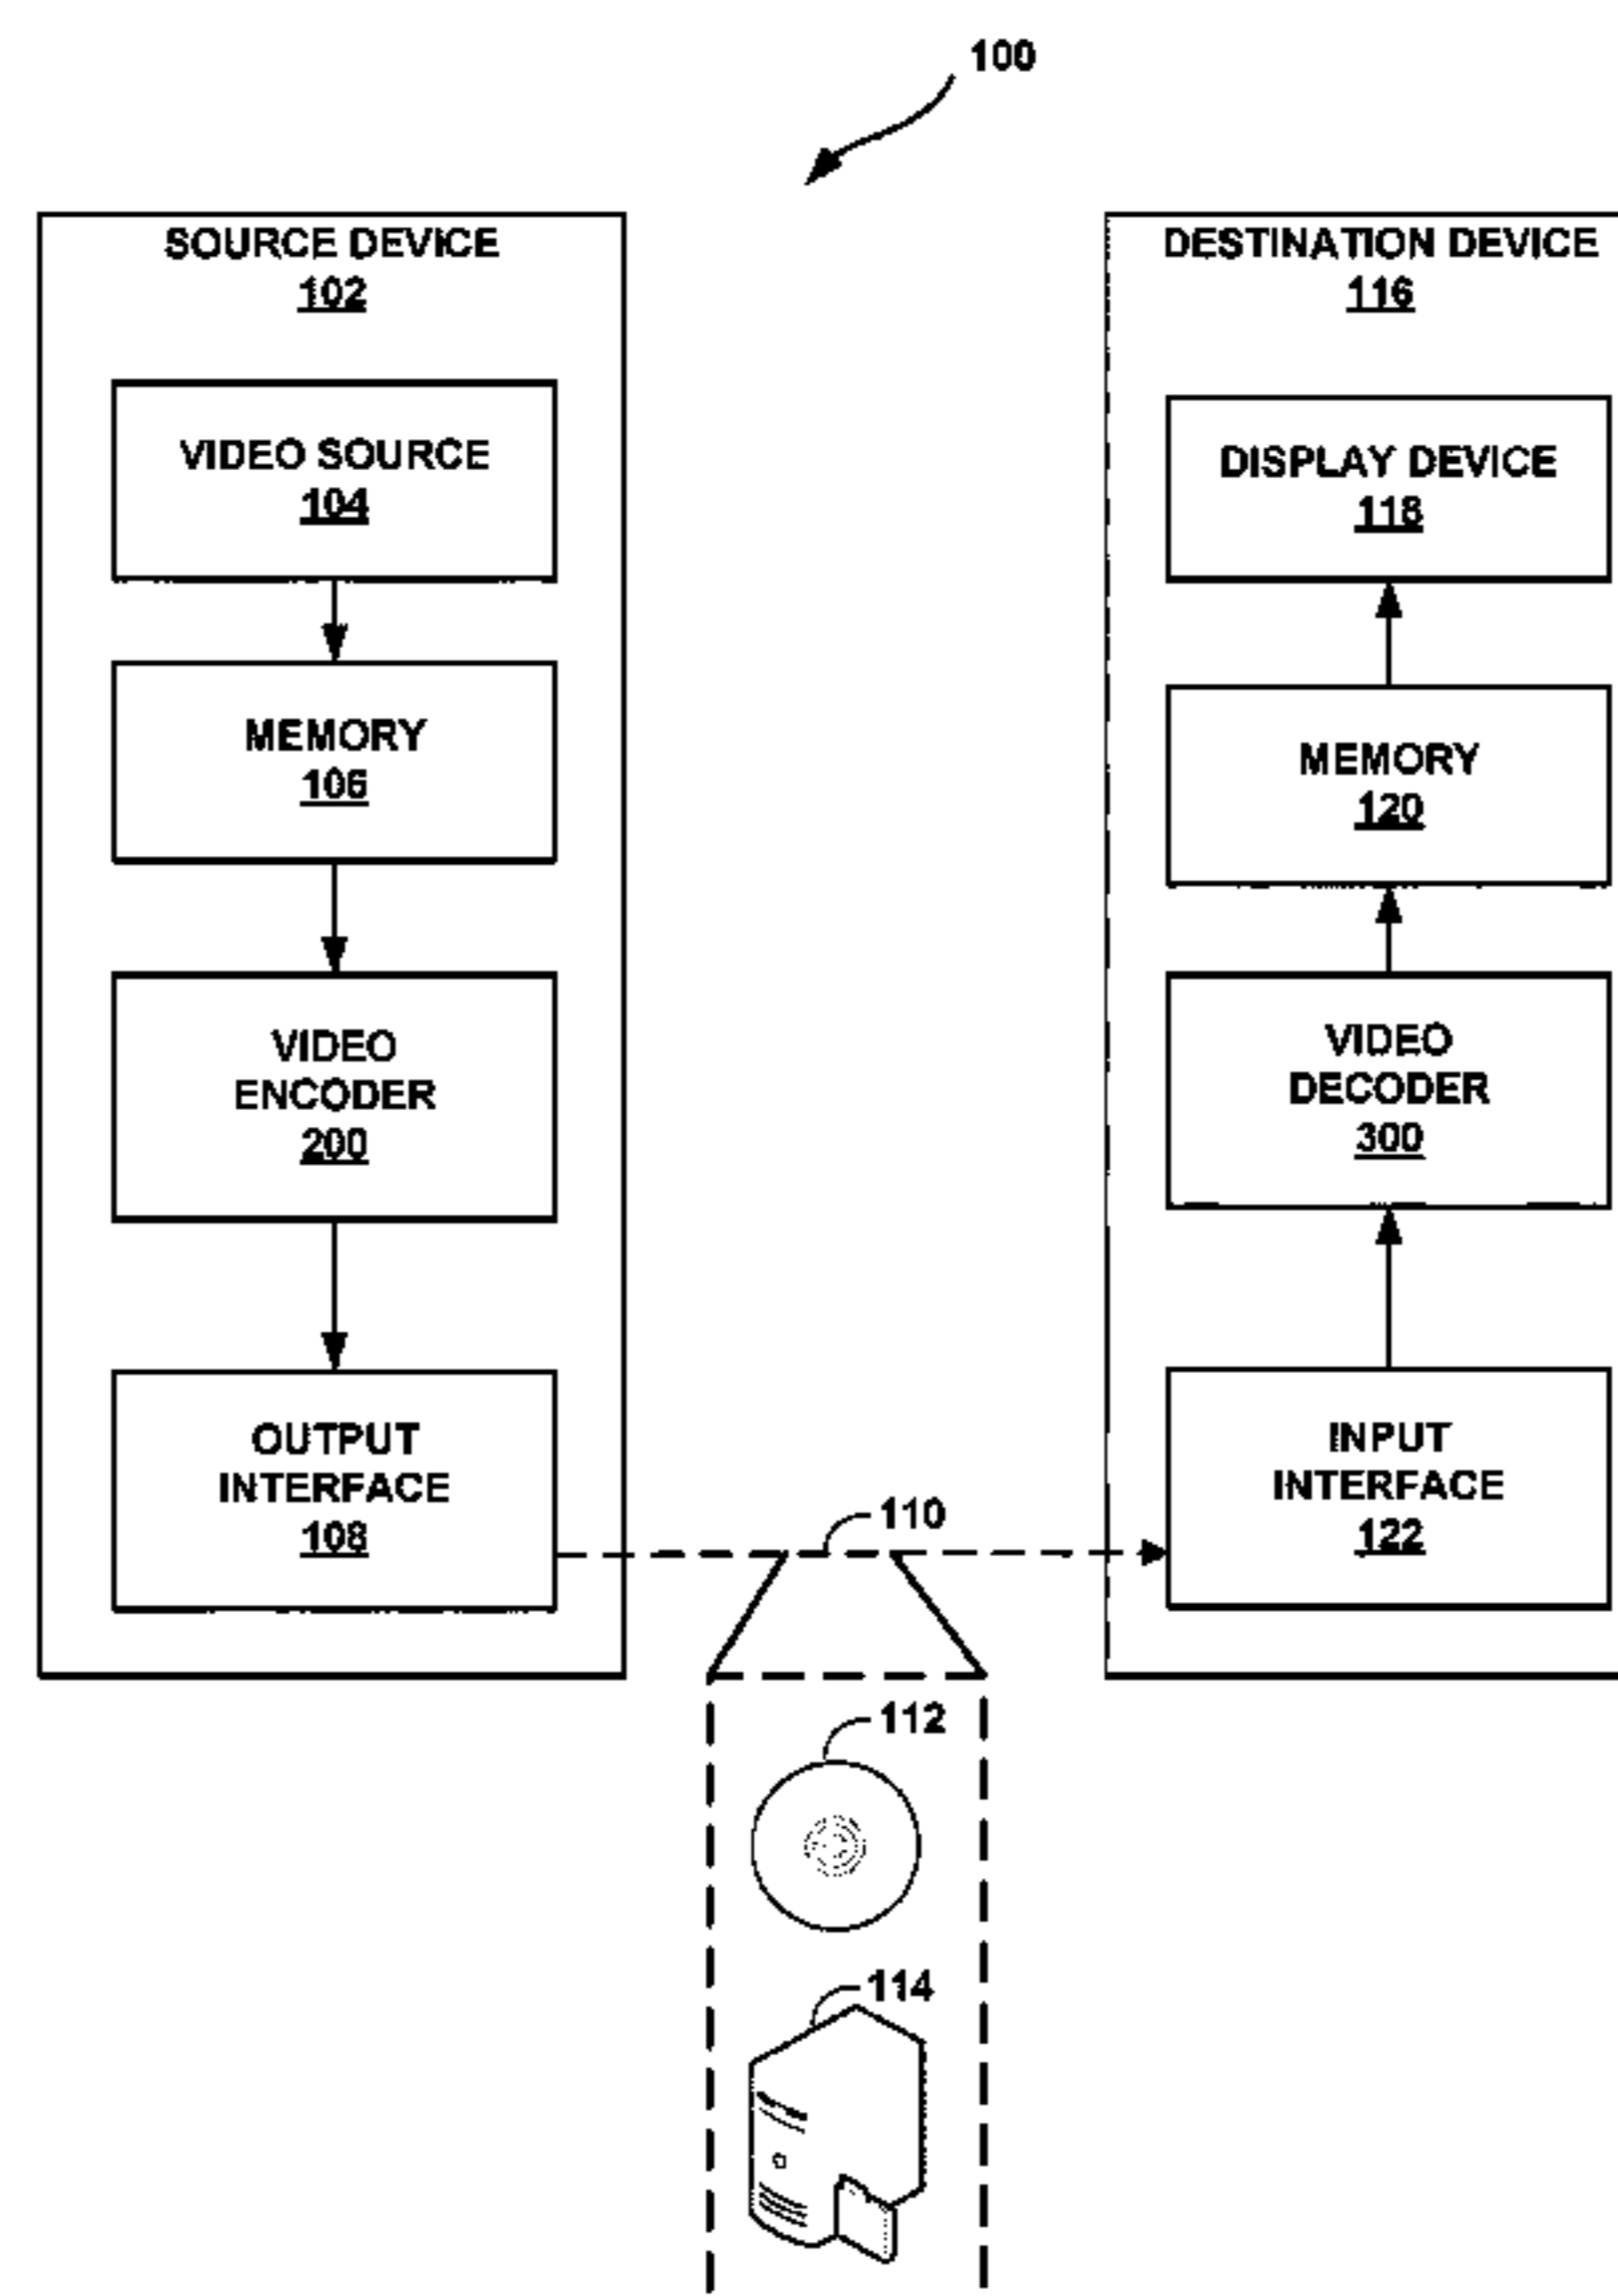 100
SOURCE DEVICE
102
VIDEO SOURCE
104
MEMORY
106
VIDEO
ENCODER
200
OUTPUT
INTERFACE
108
DESTINATION DEVICE
116
DISPLAY DEVICE
118
MEMORY
120
VIDEO
DECODER
300
INPUT
INTERFACE
122
110
112
114